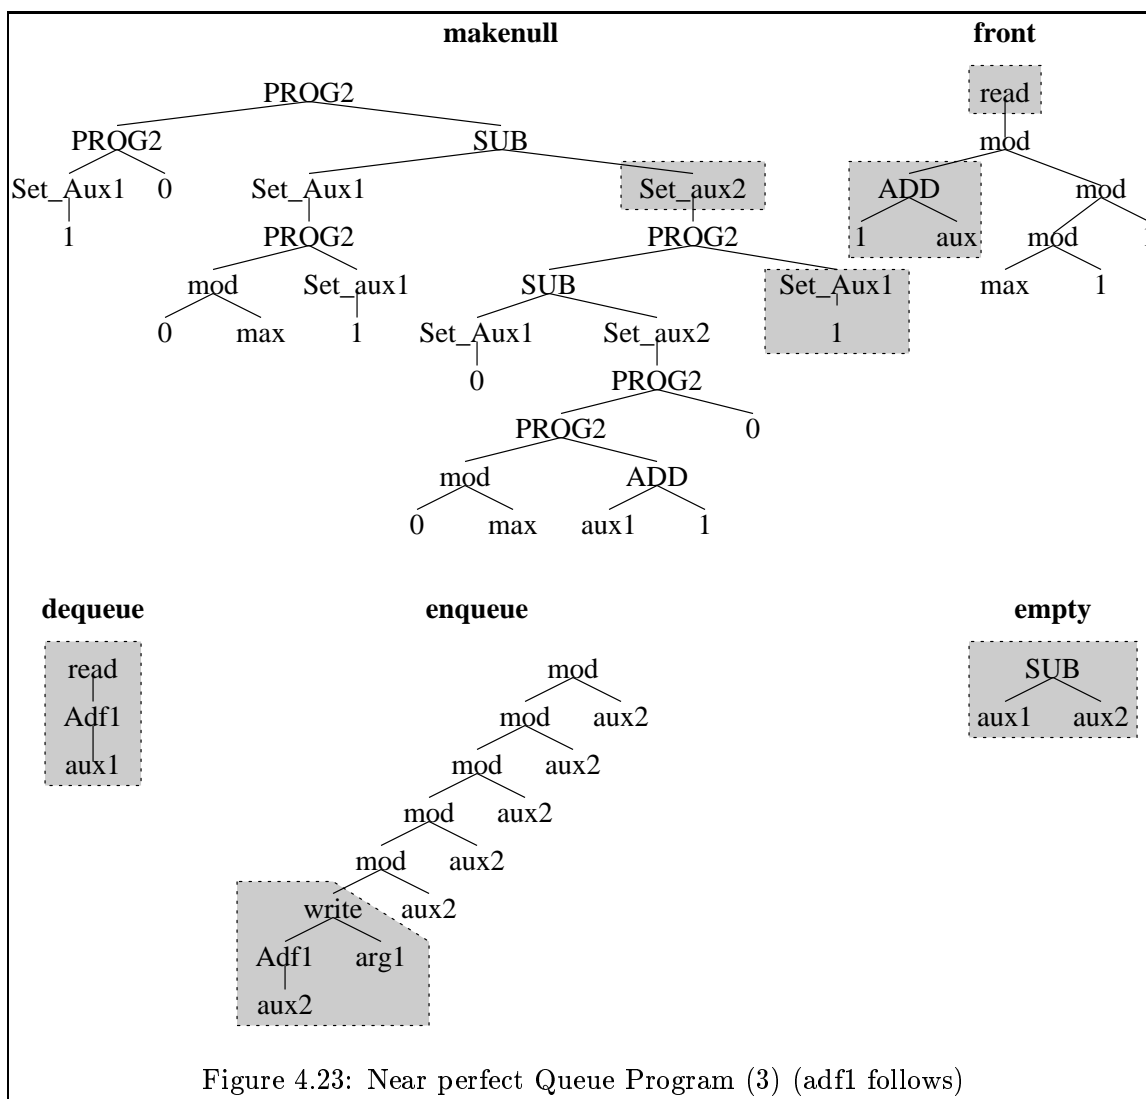 makenull front
PROG2 read
PROG2 SUB mod
Set_Aux1 0 Set_Aux1 Set_aux2 ADD mod
1 PROG2 PROG2 1 aux mod
mod Set_aux1 SUB Set_Aux1 max 1
0 max 1 Set_Aux1 Set_aux2 1
0 PROG2
PROG2 0
mod ADD
0 max aux1 1
dequeue enqueue empty
read mod SUB
Adf1 mod aux2 aux1 aux2
aux1 mod aux2
mod aux2
mod aux2
write aux2
Adf1 arg1
aux2
Figure 4.23: Near perfect Queue Program (3) (adf1 follows)